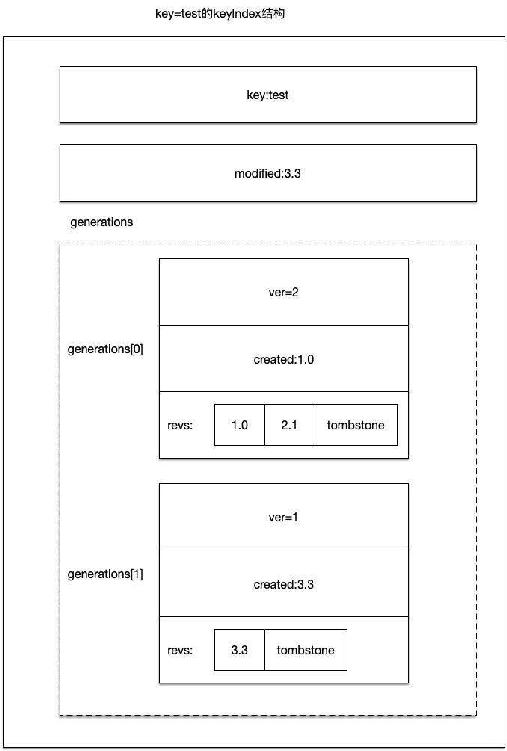 key=test的keyIndex结构
key:test
modified:3.3
generations
ver=2
generations[0]
created:1.0
revs: 1.0 2.1 tombstone
ver=1
generations[1]
created:3.3
revs: 3.3 tombstone